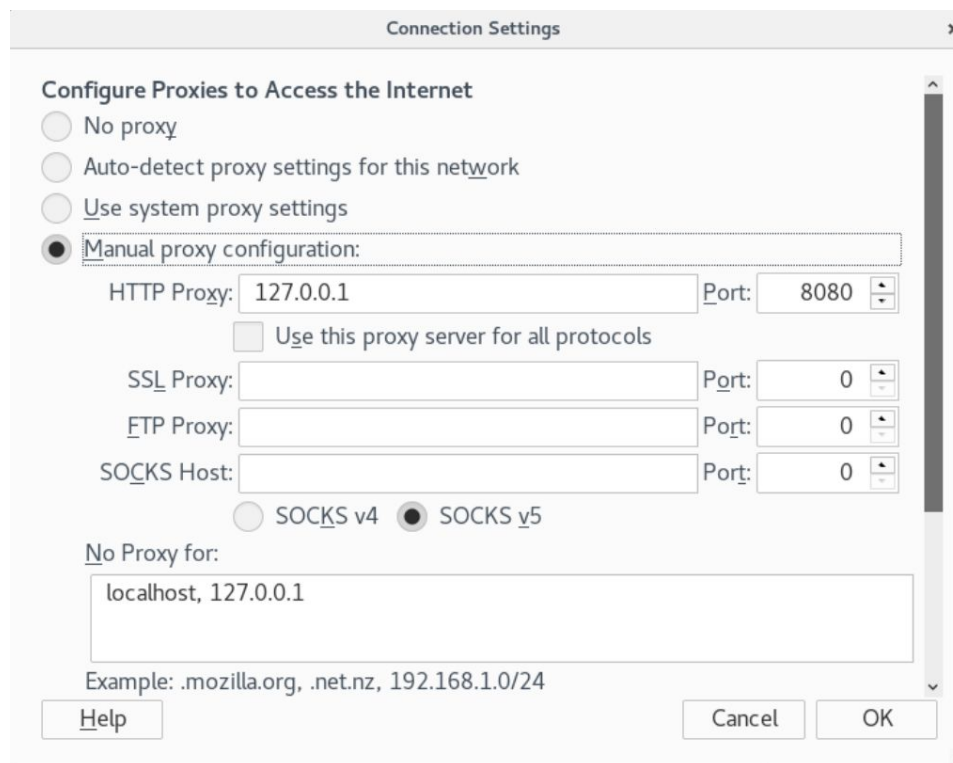 Connection Settings
Configure Proxies to Access the Internet
No proxy
Auto-detect proxy settings for this network
Use system proxy settings
Manual proxy configuration:
HTTP Proxy: 127.0.0.1 Port: 8080
Use this proxy server for all protocols
SSL Proxy: Port: 0
FTP Proxy: Port: 0
SOCKS Host: Port: 0
SOCKS v4 SOCKS v5
No Proxy for:
localhost, 127.0.0.1
Example: .mozilla.org, .net.nz, 192.168.1.0/24
Help Cancel OK